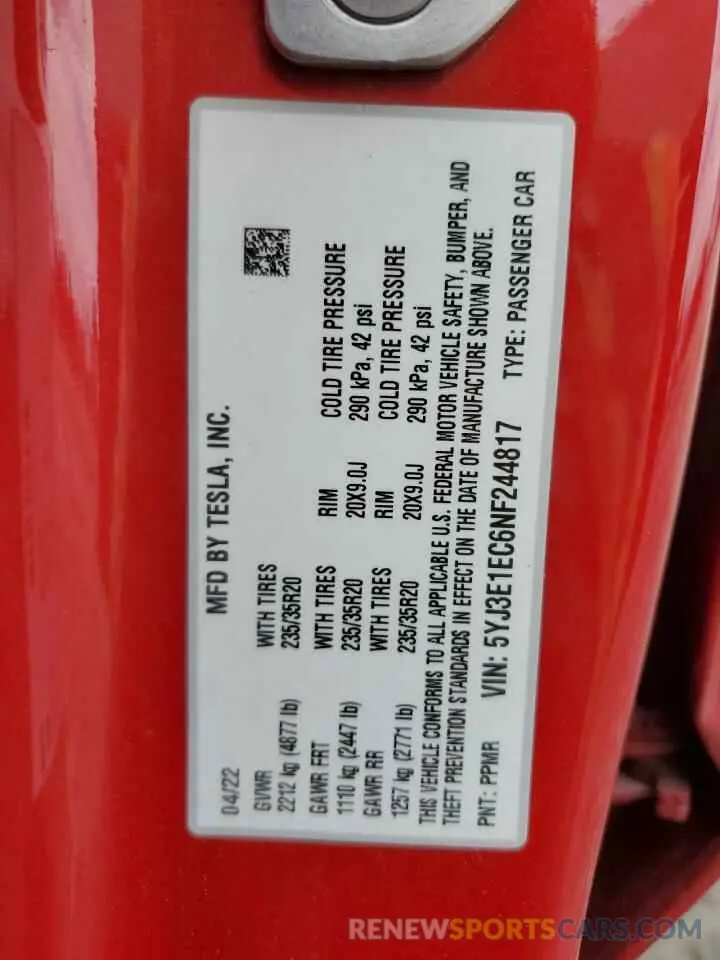 MFD BY TESLA, INC.
04/22
GVWR WITH TIRES
2212 kg (4877 lb) 235/35R20
GAWR FRT WITH TIRES RIM COLD TIRE PRESSURE
1110 kg (2447 lb) 235/35R20 20X9.0J 290 kPa, 42 psi
GAWR RR WITH TIRES RIM COLD TIRE PRESSURE
1257 kg (2771 lb) 235/35R20 20X9.0J 290 kPa, 42 psi
THIS VEHICLE CONFORMS TO ALL APPLICABLE U.S. FEDERAL MOTOR VEHICLE SAFETY, BUMPER, AND
THEFT PREVENTION STANDARDS IN EFFECT ON THE DATE OF MANUFACTURE SHOWN ABOVE.
PNT: PPMR VIN: 5YJ3E1EC6NF244817 TYPE: PASSENGER CAR
RENEWSPORTSCARS.COM